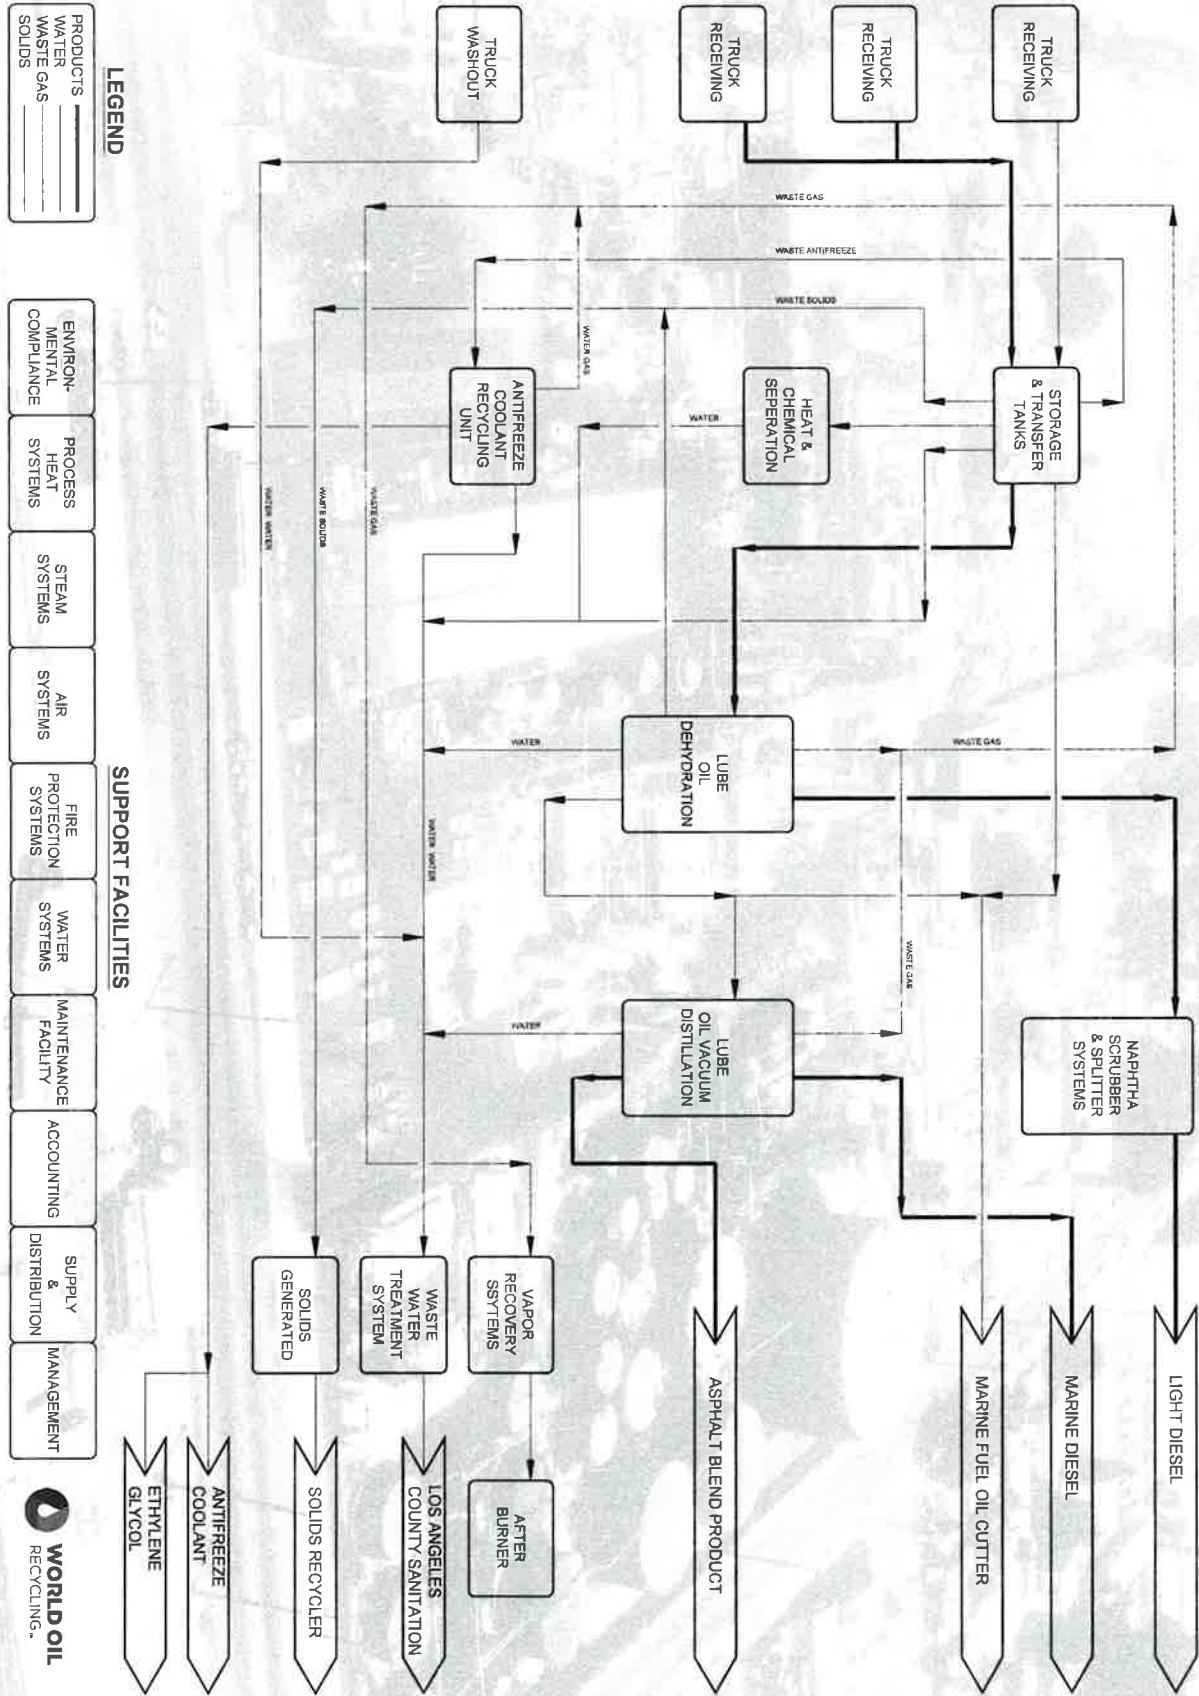 TRUCK
RECEIVING
TRUCK
RECEIVING
TRUCK
RECEIVING
TRUCK
WASHOUT
WASTE GAS
WASTE ANTIFREEZE
WASTE SOLIDS
WATER GAS
STORAGE
& TRANSFER
TANKS
HEAT &
CHEMICAL
SEPERATION
WATER
ANTIFREEZE
COOLANT
RECYCLING
UNIT
WASTE GAS
WASTE SOLIDS
WATER WATER
LUBE
OIL
DEHYDRATION
WASTE GAS
WATER
WATER WATER
WASTE GAS
NAPHTHA
SCRUBBER
& SPLITTER
SYSTEMS
LUBE
OIL VACUUM
DISTILLATION
WATER
VAPOR
RECOVERY
SSYTEMS
WASTE
WATER
TREATMENT
SYSTEM
SOLIDS
GENERATED
LIGHT DIESEL
MARINE DIESEL
MARINE FUEL OIL CUTTER
ASPHALT BLEND PRODUCT
AFTER
BURNER
LOS ANGELES
COUNTY SANITATION
SOLIDS RECYCLER
ANTIFREEZE
COOLANT
ETHYLENE
GLYCOL
LEGEND
PRODUCTS
WATER
WASTE GAS
SOLIDS
SUPPORT FACILITIES
ENVIRON-
MENTAL
COMPLIANCE
PROCESS
HEAT
SYSTEMS
STEAM
SYSTEMS
AIR
SYSTEMS
FIRE
PROTECTION
SYSTEMS
WATER
SYSTEMS
MAINTENANCE
FACILITY
ACCOUNTING
SUPPLY
&
DISTRIBUTION
MANAGEMENT
WORLD OIL
RECYCLING™